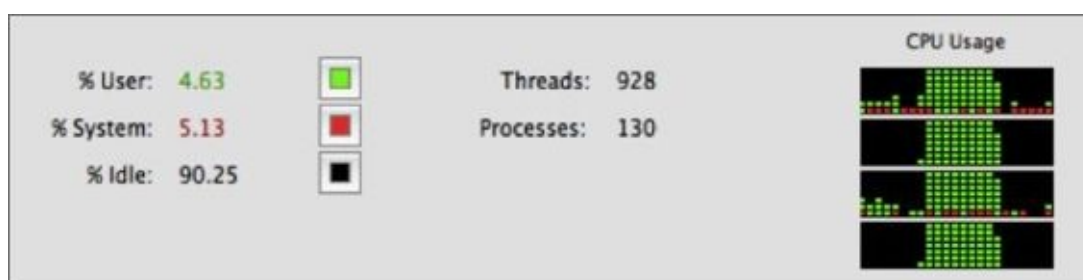 CPU Usage
% User: 4.63 Threads: 928
% System: 5.13 Processes: 130
% Idle: 90.25